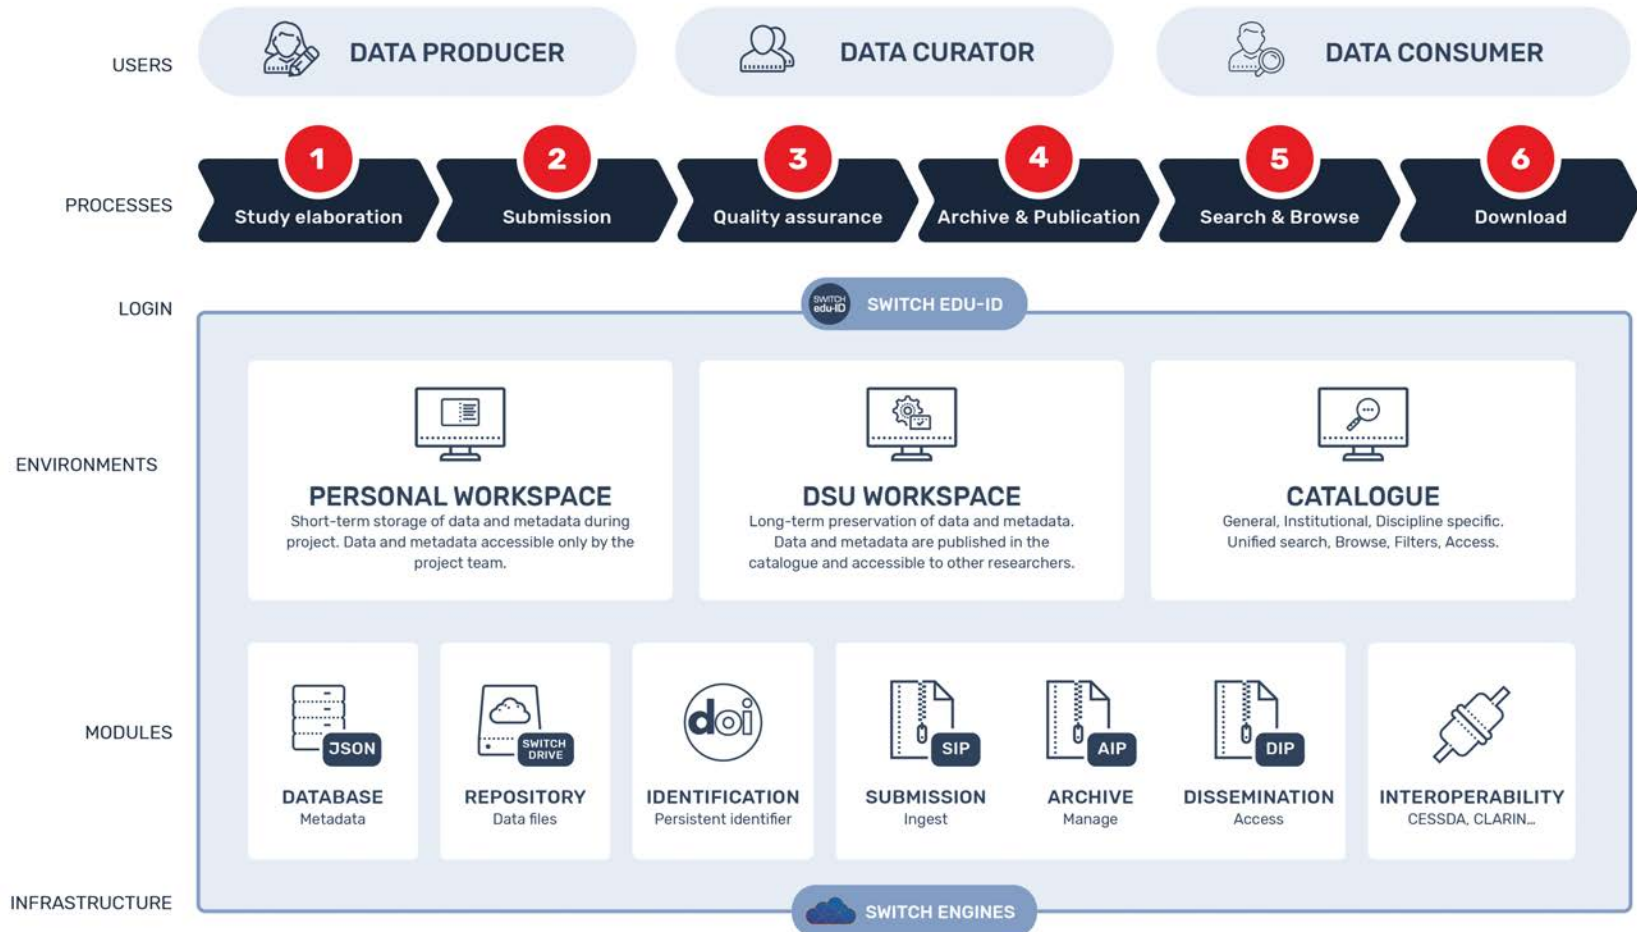 USERS
DATA PRODUCER
DATA CURATOR
DATA CONSUMER
PROCESSES
1
Study elaboration
2
Submission
3
Quality assurance
4
Archive & Publication
5
Search & Browse
6
Download
LOGIN
SWITCH
edu-ID
SWITCH EDU-ID
ENVIRONMENTS
PERSONAL WORKSPACE
Short-term storage of data and metadata during
project. Data and metadata accessible only by the
project team.
DSU WORKSPACE
Long-term preservation of data and metadata.
Data and metadata are published in the
catalogue and accessible to other researchers.
CATALOGUE
General, Institutional, Discipline specific.
Unified search, Browse, Filters, Access.
MODULES
JSON
DATABASE
Metadata
SWITCH
DRIVE
REPOSITORY
Data files
doi
IDENTIFICATION
Persistent identifier
SIP
SUBMISSION
Ingest
AIP
ARCHIVE
Manage
DIP
DISSEMINATION
Access
INTEROPERABILITY
CESSDA, CLARIN...
INFRASTRUCTURE
SWITCH ENGINES